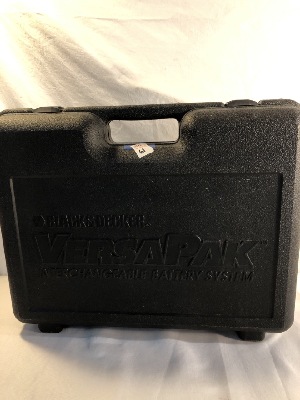 BLACK & DECKER
VERSAPAK
INTERCHANGEABLE BATTERY SYSTEM